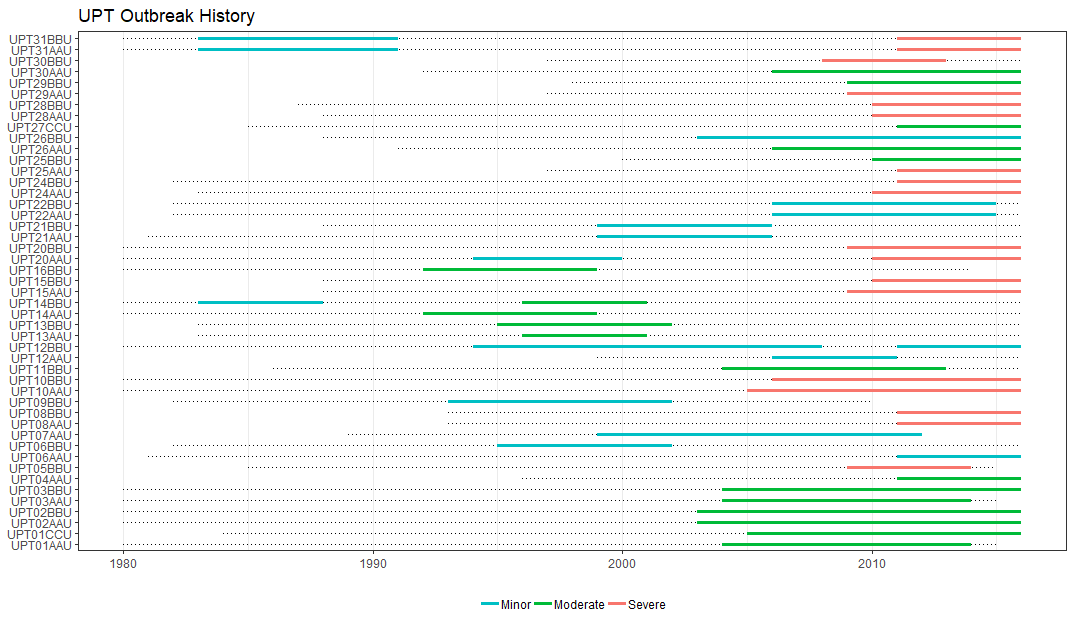 UPT Outbreak History
UPT31BBU
UPT31AAU
UPT30BBU
UPT30AAU
UPT29BBU
UPT29AAU
UPT28BBU
UPT28AAU
UPT27CCU
UPT26BBU
UPT26AAU
UPT25BBU
UPT25AAU
UPT24BBU
UPT24AAU
UPT22BBU
UPT22AAU
UPT21BBU
UPT21AAU
UPT20BBU
UPT20AAU
UPT16BBU
UPT15BBU
UPT15AAU
UPT14BBU
UPT14AAU
UPT13BBU
UPT13AAU
UPT12BBU
UPT12AAU
UPT11BBU
UPT10BBU
UPT10AAU
UPT09BBU
UPT08BBU
UPT08AAU
UPT07AAU
UPT06BBU
UPT06AAU
UPT05BBU
UPT04AAU
UPT03BBU
UPT03AAU
UPT02BBU
UPT02AAU
UPT01CCU
UPT01AAU
1980 1990 2000 2010
Minor Moderate Severe